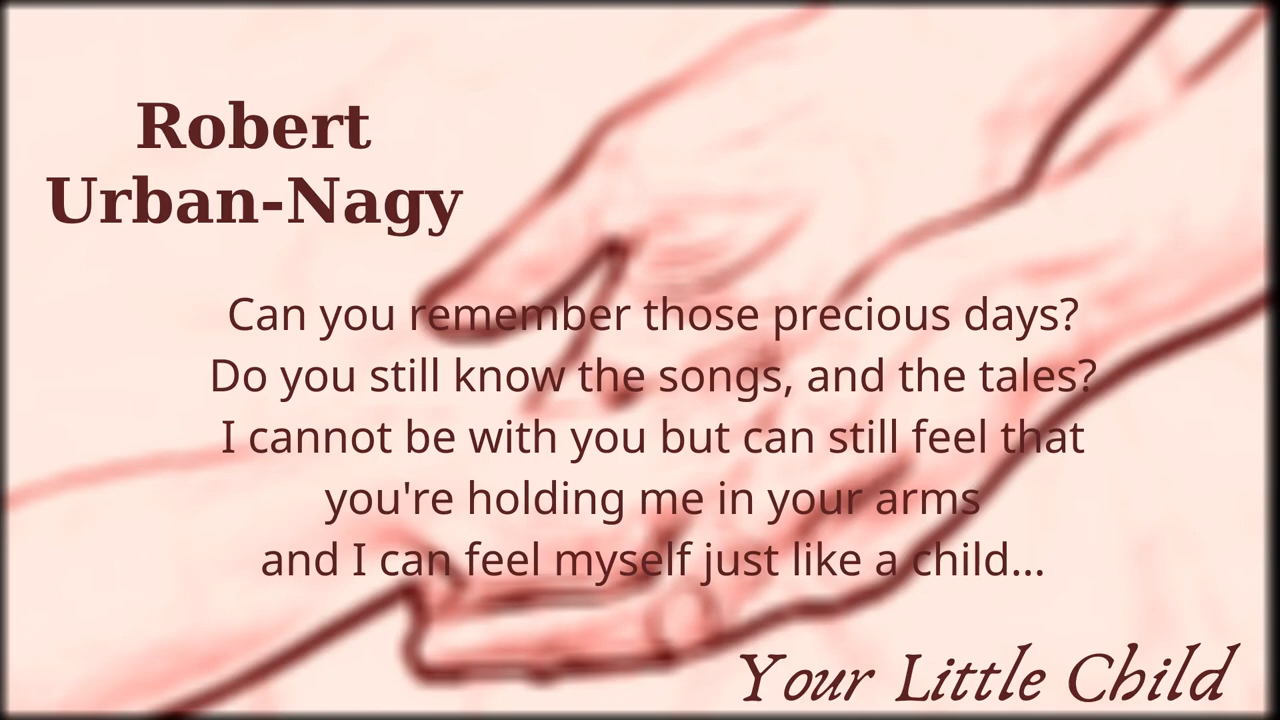 Robert
Urban-Nagy
Can you remember those precious days?
Do you still know the songs, and the tales?
I cannot be with you but can still feel that
you're holding me in your arms
and I can feel myself just like a child...
Your Little Child